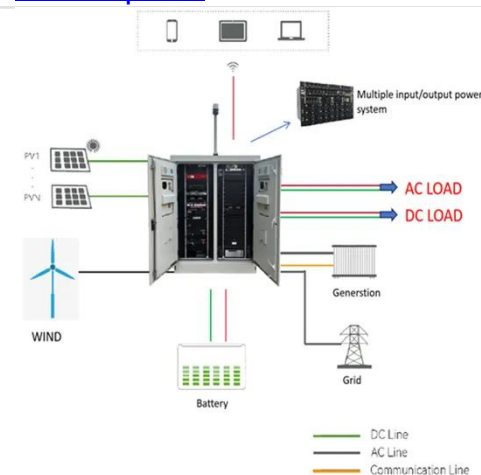 Multiple input/output power
system
PV1
PVN
AC LOAD
DC LOAD
WIND
Generstion
Grid
Battery
DC Line
AC Line
Communication Line